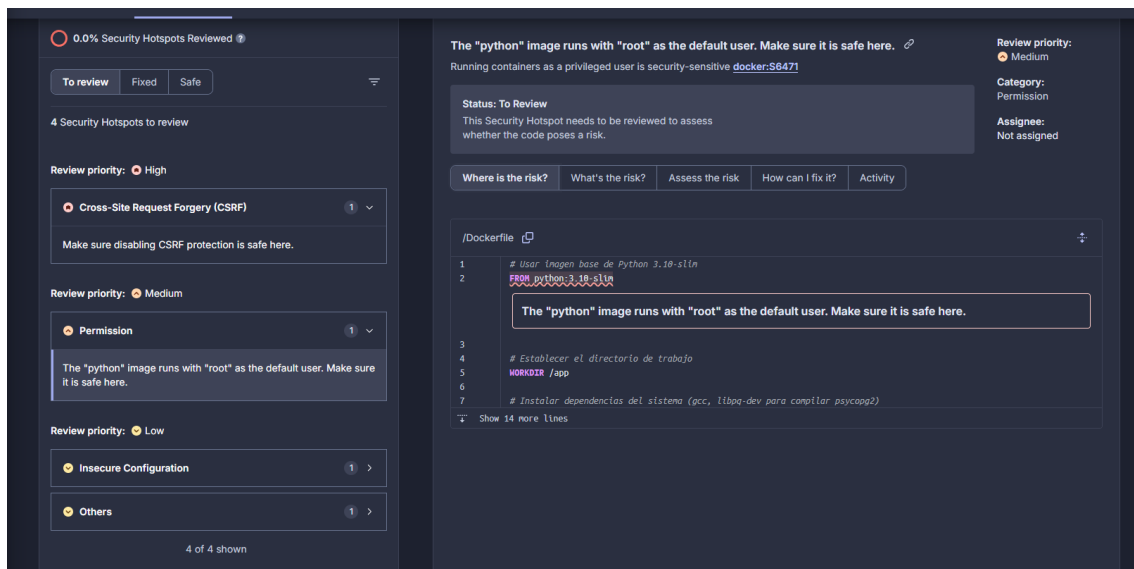 0.0% Security Hotspots Reviewed ?
To review Fixed Safe
4 Security Hotspots to review
Review priority: High
Cross-Site Request Forgery (CSRF) 1
Make sure disabling CSRF protection is safe here.
Review priority: Medium
Permission 1
The "python" image runs with "root" as the default user. Make sure
it is safe here.
Review priority: Low
Insecure Configuration 1
Others 1
4 of 4 shown
The "python" image runs with "root" as the default user. Make sure it is safe here.
Running containers as a privileged user is security-sensitive docker:S6471
Status: To Review
This Security Hotspot needs to be reviewed to assess
whether the code poses a risk.
Review priority:
Medium
Category:
Permission
Assignee:
Not assigned
Where is the risk? What's the risk? Assess the risk How can I fix it? Activity
/Dockerfile
1 # Usar imagen base de Python 3.10-slim
2 FROM python:3.10-slim
The "python" image runs with "root" as the default user. Make sure it is safe here.
3
4 # Establecer el directorio de trabajo
5 WORKDIR /app
6
7 # Instalar dependencias del sistema (gcc, libpq-dev para compilar psycopg2)
Show 14 more lines